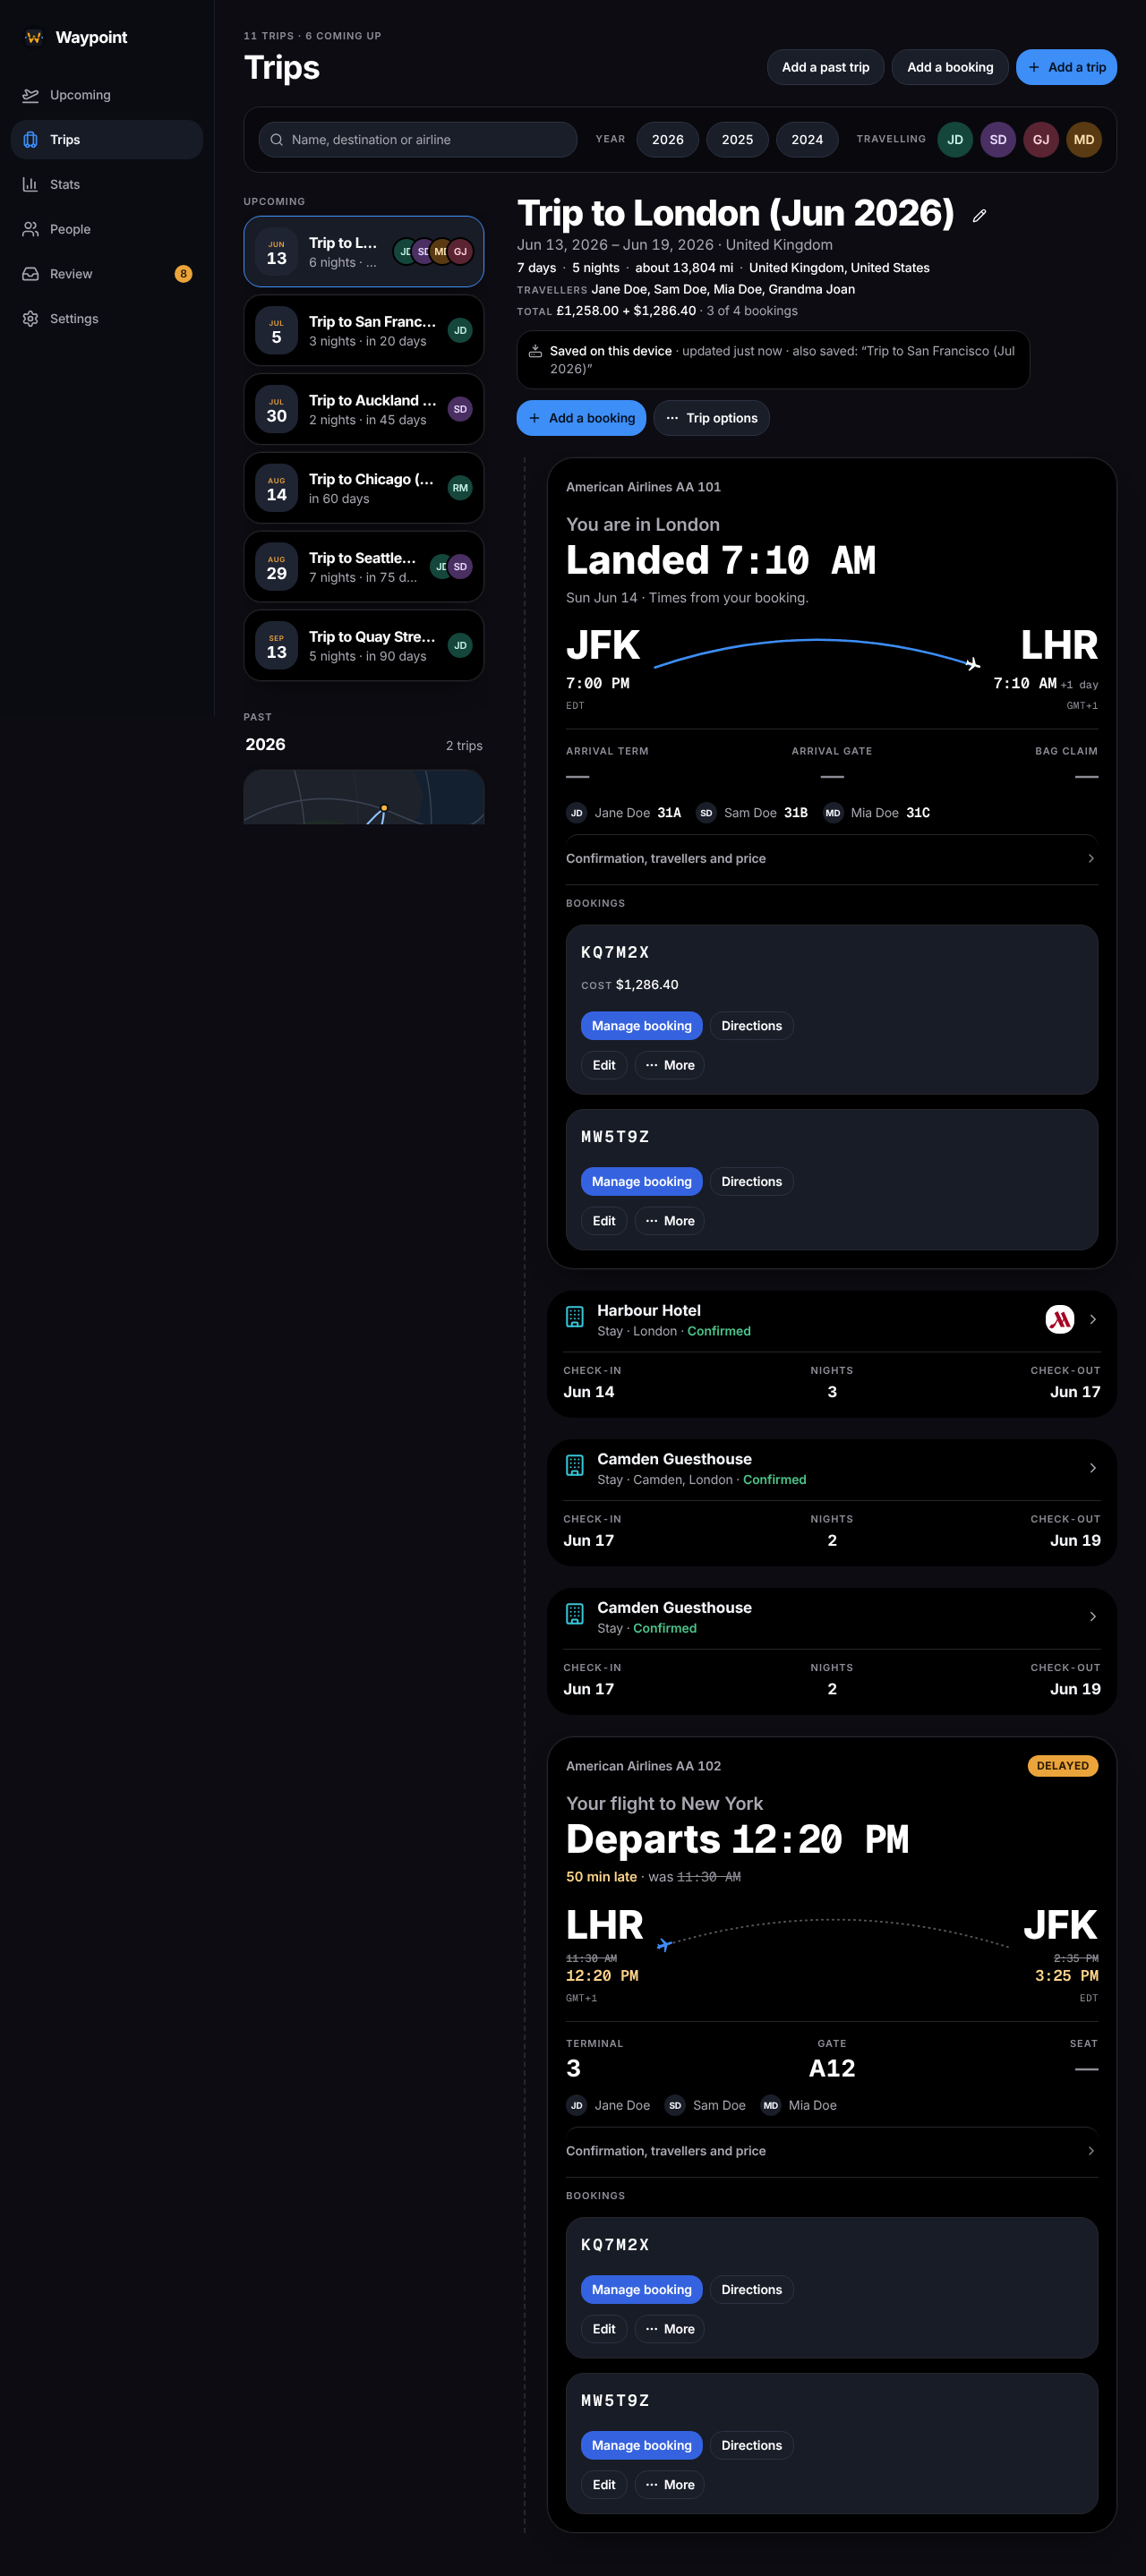 Waypoint
Upcoming
Trips
Stats
People
Review 8
Settings
11 TRIPS · 6 COMING UP
Trips
Add a past trip
Add a booking
+ Add a trip
Name, destination or airline
YEAR 2026 2025 2024
TRAVELLING JD SD GJ MD
UPCOMING
JUN 13
Trip to L...
6 nights · ...
JD SD MD GJ
JUL 5
Trip to San Franc...
3 nights · in 20 days
JD
JUL 30
Trip to Auckland ...
2 nights · in 45 days
SD
AUG 14
Trip to Chicago (...
in 60 days
RM
AUG 29
Trip to Seattle...
7 nights · in 75 d...
JD SD
SEP 13
Trip to Quay Stre...
5 nights · in 90 days
JD
PAST
2026 2 trips
Trip to London (Jun 2026)
Jun 13, 2026 – Jun 19, 2026 · United Kingdom
7 days · 5 nights · about 13,804 mi · United Kingdom, United States
TRAVELLERS Jane Doe, Sam Doe, Mia Doe, Grandma Joan
TOTAL £1,258.00 + $1,286.40 · 3 of 4 bookings
Saved on this device · updated just now · also saved: “Trip to San Francisco (Jul
2026)”
+ Add a booking
··· Trip options
American Airlines AA 101
You are in London
Landed 7:10 AM
Sun Jun 14 · Times from your booking.
JFK LHR
7:00 PM 7:10 AM +1 day
EDT GMT+1
ARRIVAL TERM ARRIVAL GATE BAG CLAIM
— — —
JD Jane Doe 31A SD Sam Doe 31B MD Mia Doe 31C
Confirmation, travellers and price
BOOKINGS
KQ7M2X
COST $1,286.40
Manage booking Directions
Edit ··· More
MW5T9Z
Manage booking Directions
Edit ··· More
Harbour Hotel
Stay · London · Confirmed
CHECK-IN NIGHTS CHECK-OUT
Jun 14 3 Jun 17
Camden Guesthouse
Stay · Camden, London · Confirmed
CHECK-IN NIGHTS CHECK-OUT
Jun 17 2 Jun 19
Camden Guesthouse
Stay · Confirmed
CHECK-IN NIGHTS CHECK-OUT
Jun 17 2 Jun 19
American Airlines AA 102 DELAYED
Your flight to New York
Departs 12:20 PM
50 min late · was 11:30 AM
LHR JFK
11:30 AM 2:35 PM
12:20 PM 3:25 PM
GMT+1 EDT
TERMINAL GATE SEAT
3 A12 —
JD Jane Doe SD Sam Doe MD Mia Doe
Confirmation, travellers and price
BOOKINGS
KQ7M2X
Manage booking Directions
Edit ··· More
MW5T9Z
Manage booking Directions
Edit ··· More